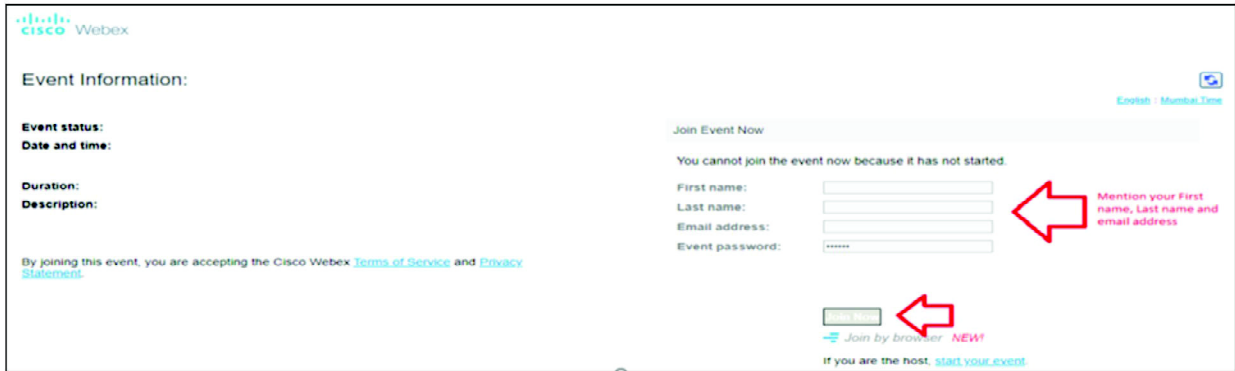 CISCO Webex
Event Information:
English : Mumbai Time
Event status:
Date and time:
Duration:
Description:
By joining this event, you are accepting the Cisco Webex Terms of Service and Privacy
Statement.
Join Event Now
You cannot join the event now because it has not started.
First name:
Last name:
Email address:
Event password:
Mention your First
name, Last name and
email address
Join Now
Join by browser NEW!
If you are the host, start your event.